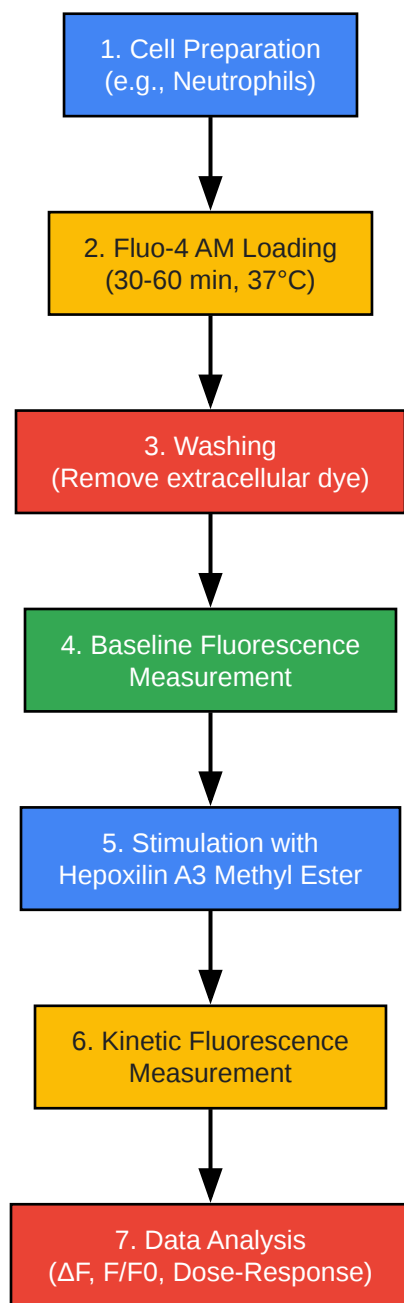 1. Cell Preparation
(e.g., Neutrophils)
2. Fluo-4 AM Loading
(30-60 min, 37°C)
3. Washing
(Remove extracellular dye)
4. Baseline Fluorescence
Measurement
5. Stimulation with
Hepoxilin A3 Methyl Ester
6. Kinetic Fluorescence
Measurement
7. Data Analysis
(ΔF, F/F0, Dose-Response)